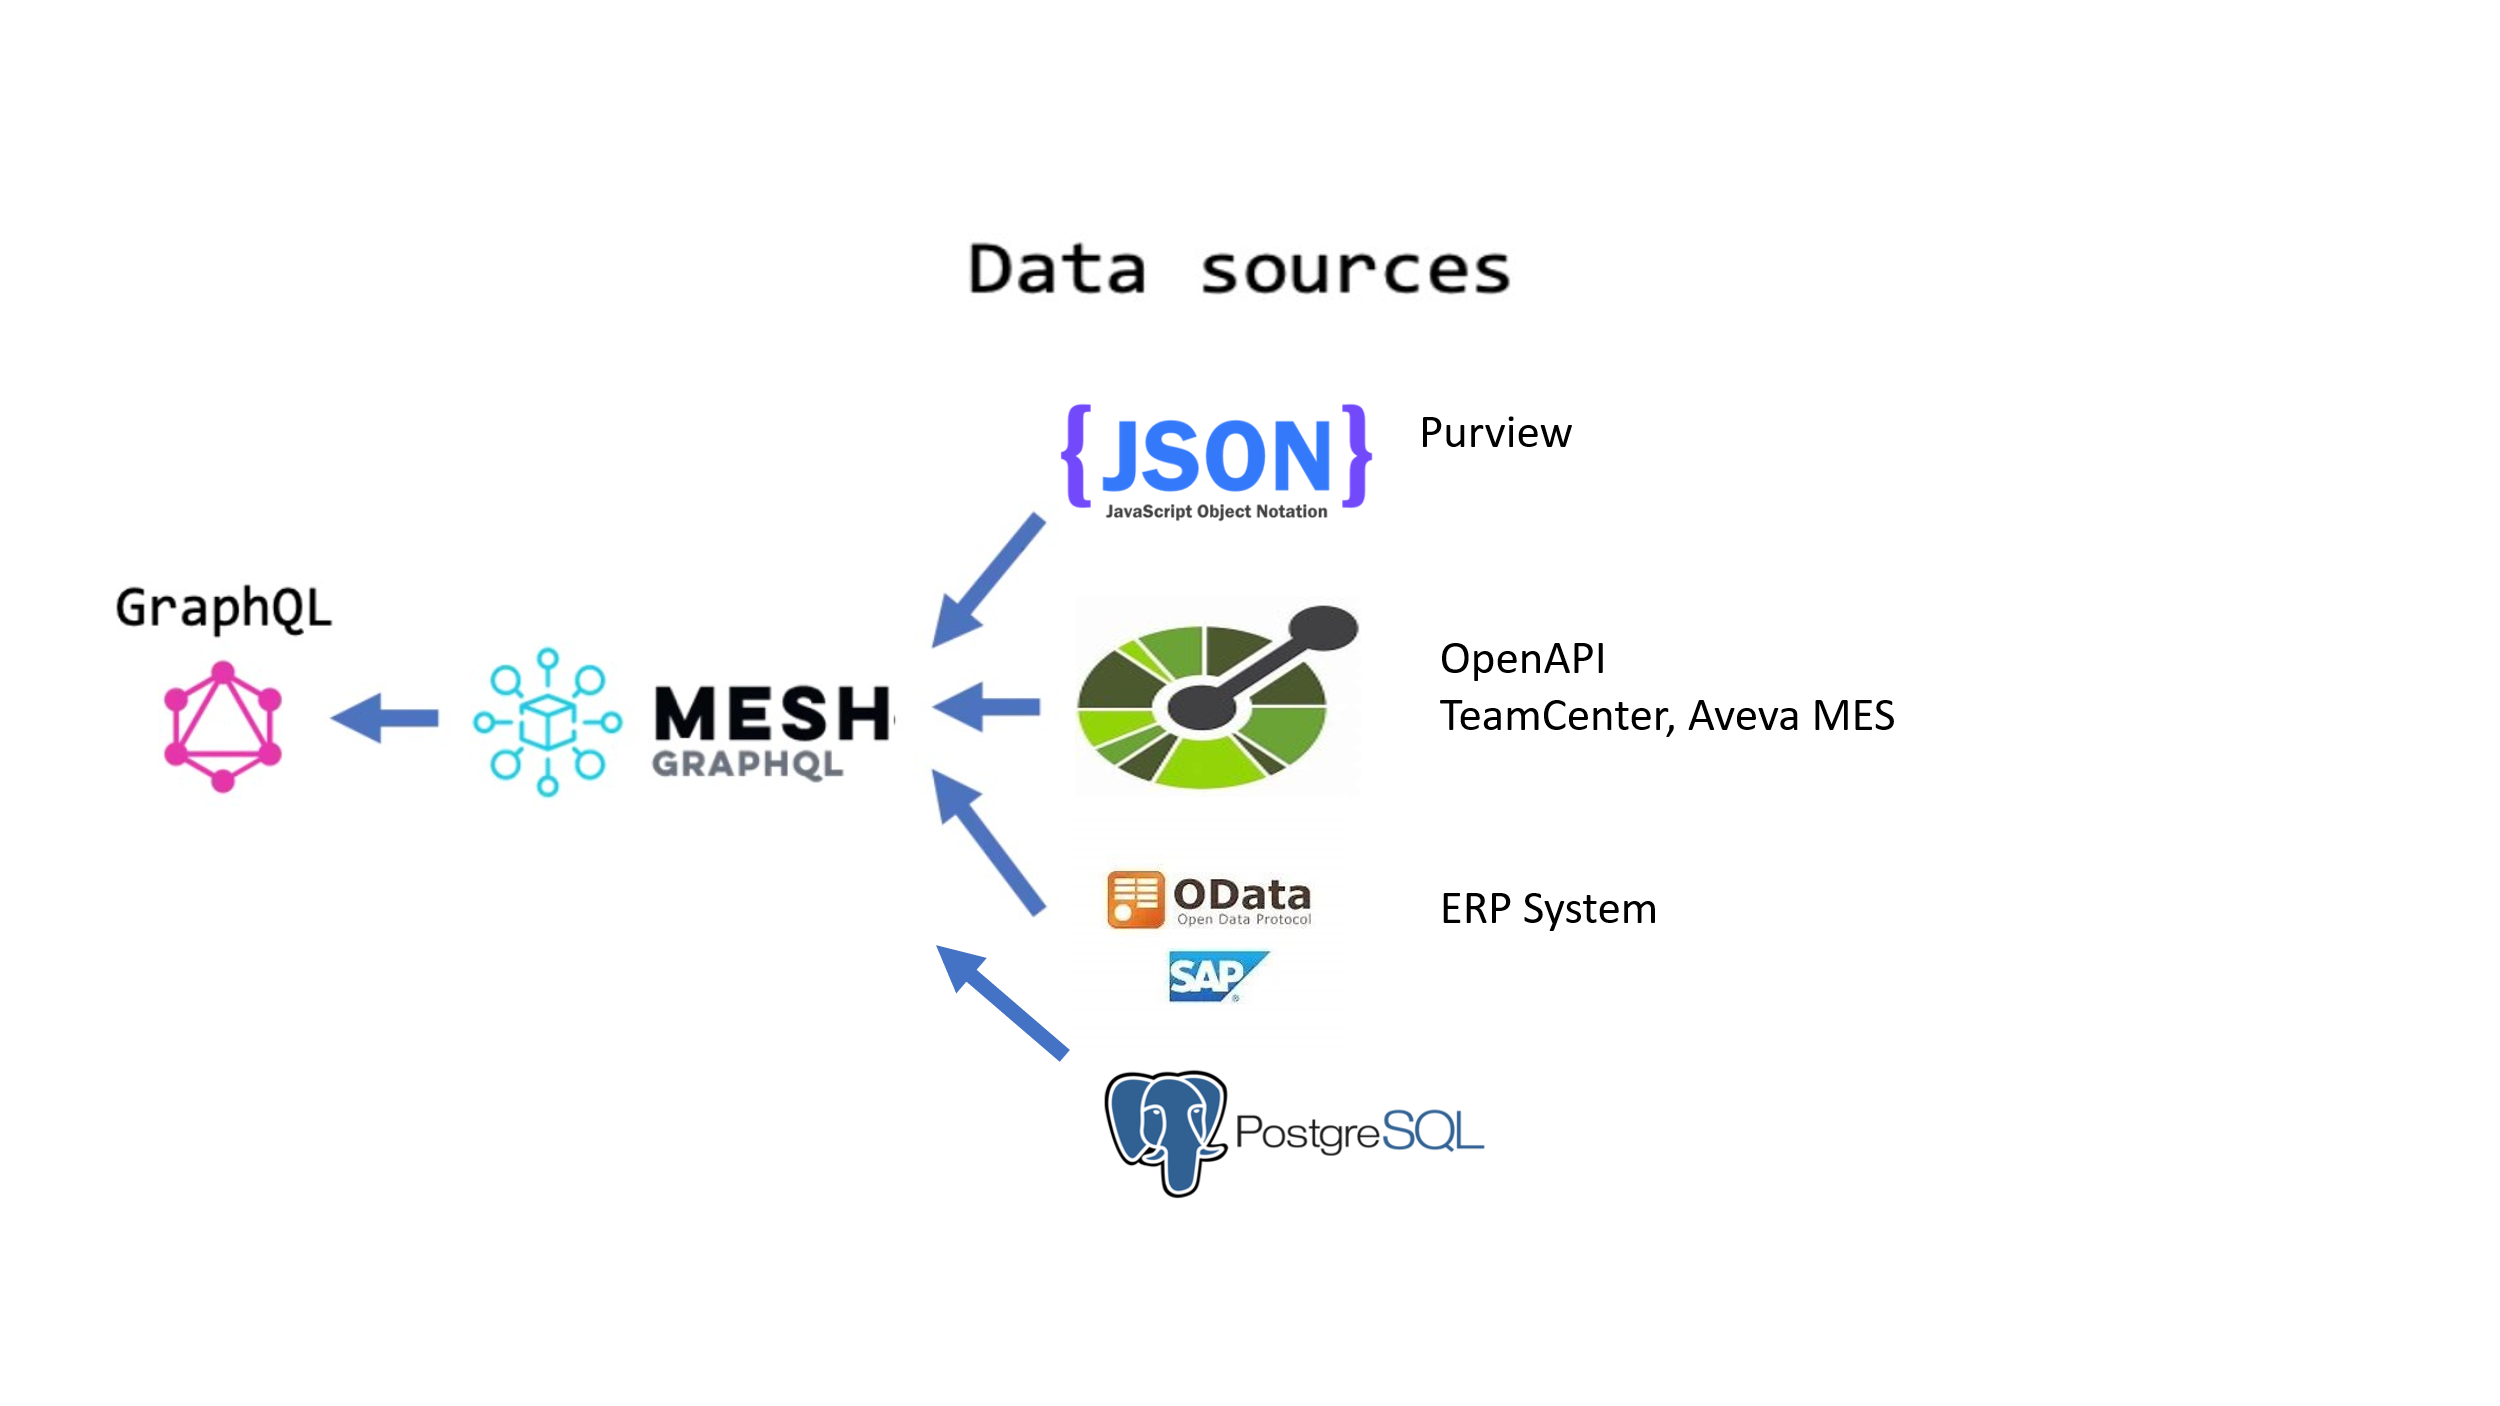 Data sources
{JSON}
JavaScript Object Notation
Purview
GraphQL
MESH
GRAPHQL
OpenAPI
TeamCenter, Aveva MES
OData
Open Data Protocol
ERP System
SAP®
PostgreSQL